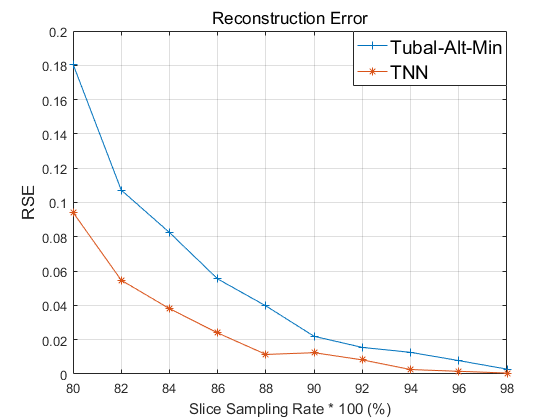 Reconstruction Error
Tubal-Alt-Min
TNN
0.2
0.18
0.16
0.14
0.12
0.1
0.08
0.06
0.04
0.02
0
RSE
80 82 84 86 88 90 92 94 96 98
Slice Sampling Rate * 100 (%)